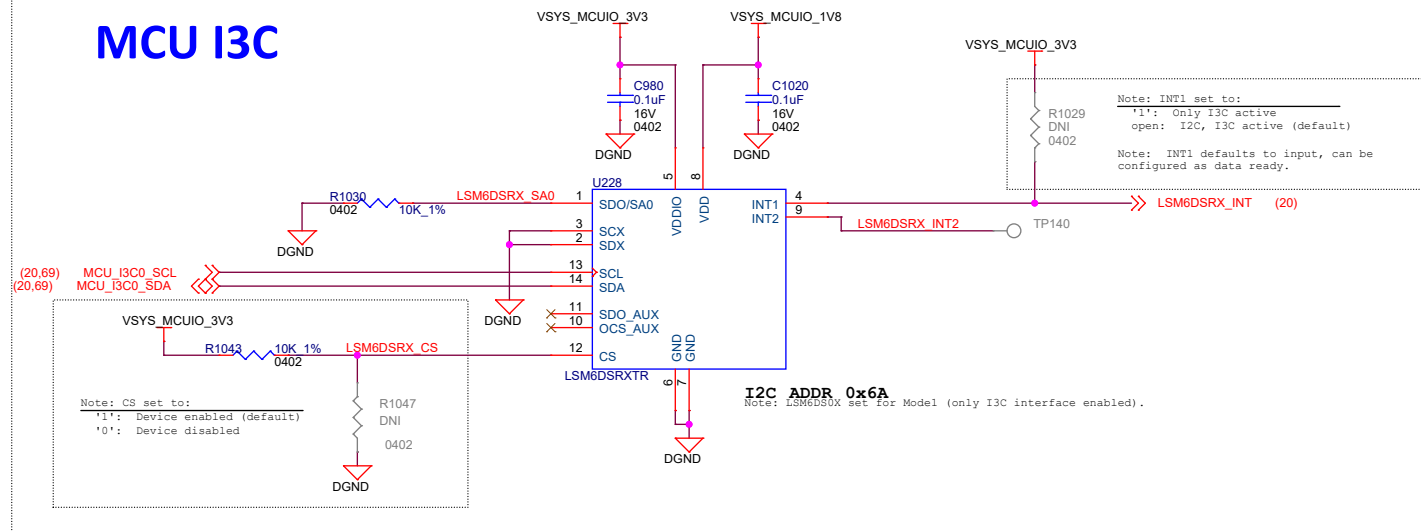 MCU I3C
VSYS_MCUIO_3V3
VSYS_MCUIO_1V8
VSYS_MCUIO_3V3
C980
0.1uF
16V
0402
DGND
C1020
0.1uF
16V
0402
DGND
R1029
DNI
0402
Note: INT1 set to:
'1': Only I3C active
open: I2C, I3C active (default)
Note: INT1 defaults to input, can be
configured as data ready.
U228
5
8
R1030
0402
10K_1%
LSM6DSRX_SA0
DGND
1
SDO/SA0
VDDIO
VDD
INT1
INT2
4
9
LSM6DSRX_INT (20)
LSM6DSRX_INT2
TP140
3
SCX
2
SDX
DGND
(20,69) MCU_I3C0_SCL
13
SCL
(20,69) MCU_I3C0_SDA
14
SDA
11
SDO_AUX
10
OCS_AUX
VSYS_MCUIO_3V3
R1043
10K_1%
0402
LSM6DSRX_CS
12
CS
GND
GND
6
7
LSM6DSRXTR
DGND
I2C ADDR 0x6A
Note: LSM6DS0X set for Model (only I3C interface enabled).
Note: CS set to:
'1': Device enabled (default)
'0': Device disabled
R1047
DNI
0402
DGND